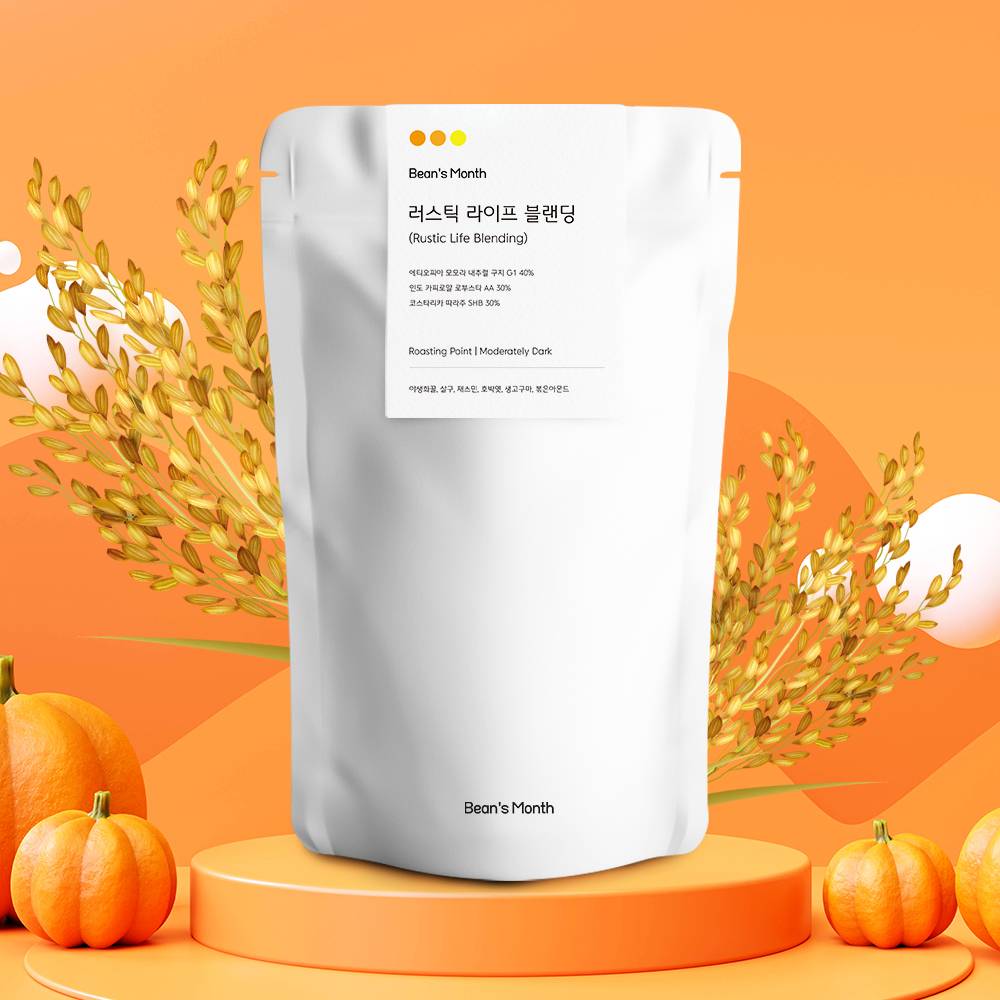 Bean's Month
러스틱 라이프 블랜딩
(Rustic Life Blending)
에티오피아 모모라 내추럴 구지 G1 40%
인도 카피로얄 로부스타 AA 30%
코스타리카 따라주 SHB 30%
Roasting Point | Moderately Dark
야생화꿀, 살구, 재스민, 호박엿, 생고구마, 볶은아몬드
Bean's Month